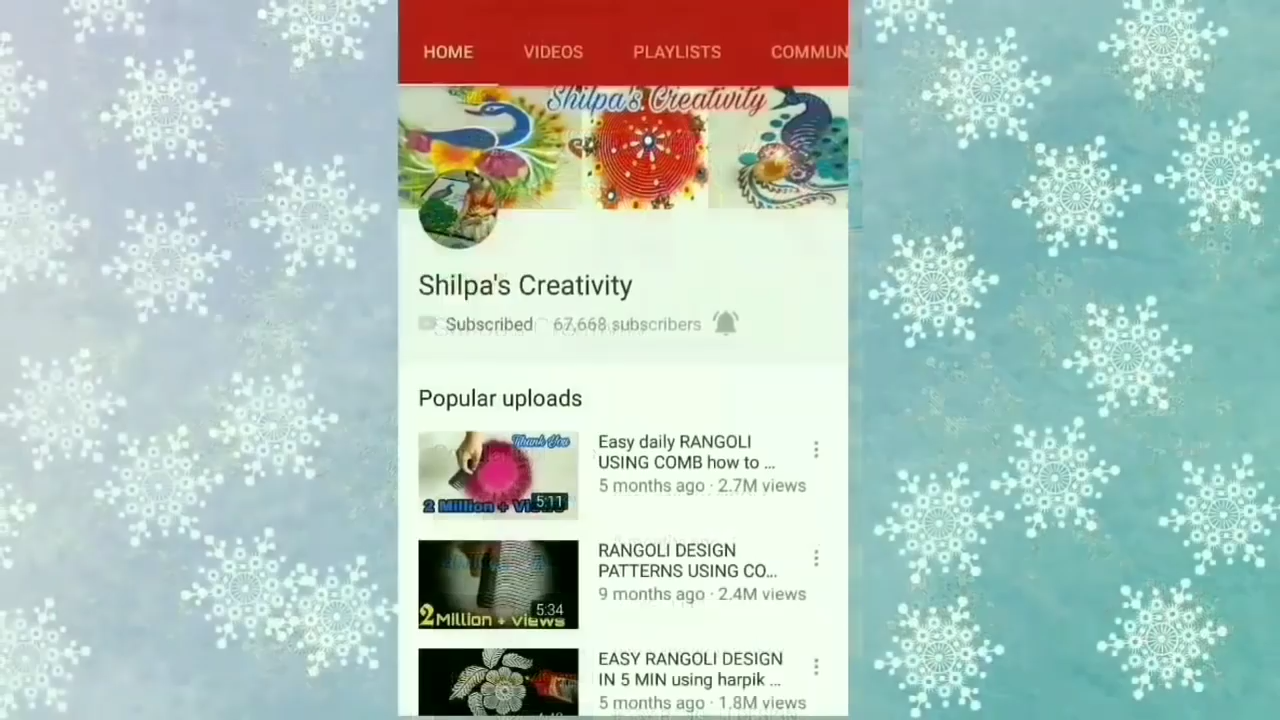 HOME VIDEOS PLAYLISTS COMMUN
Shilpa's Creativity
Shilpa's Creativity
Subscribed 67,668 subscribers
Popular uploads
Thank You
2 Million + Views
5:11
Easy daily RANGOLI
USING COMB how to ...
5 months ago · 2.7M views
5:34
2 Million + Views
RANGOLI DESIGN
PATTERNS USING CO...
9 months ago · 2.4M views
EASY RANGOLI DESIGN
IN 5 MIN using harpik ...
5 months ago · 1.8M views